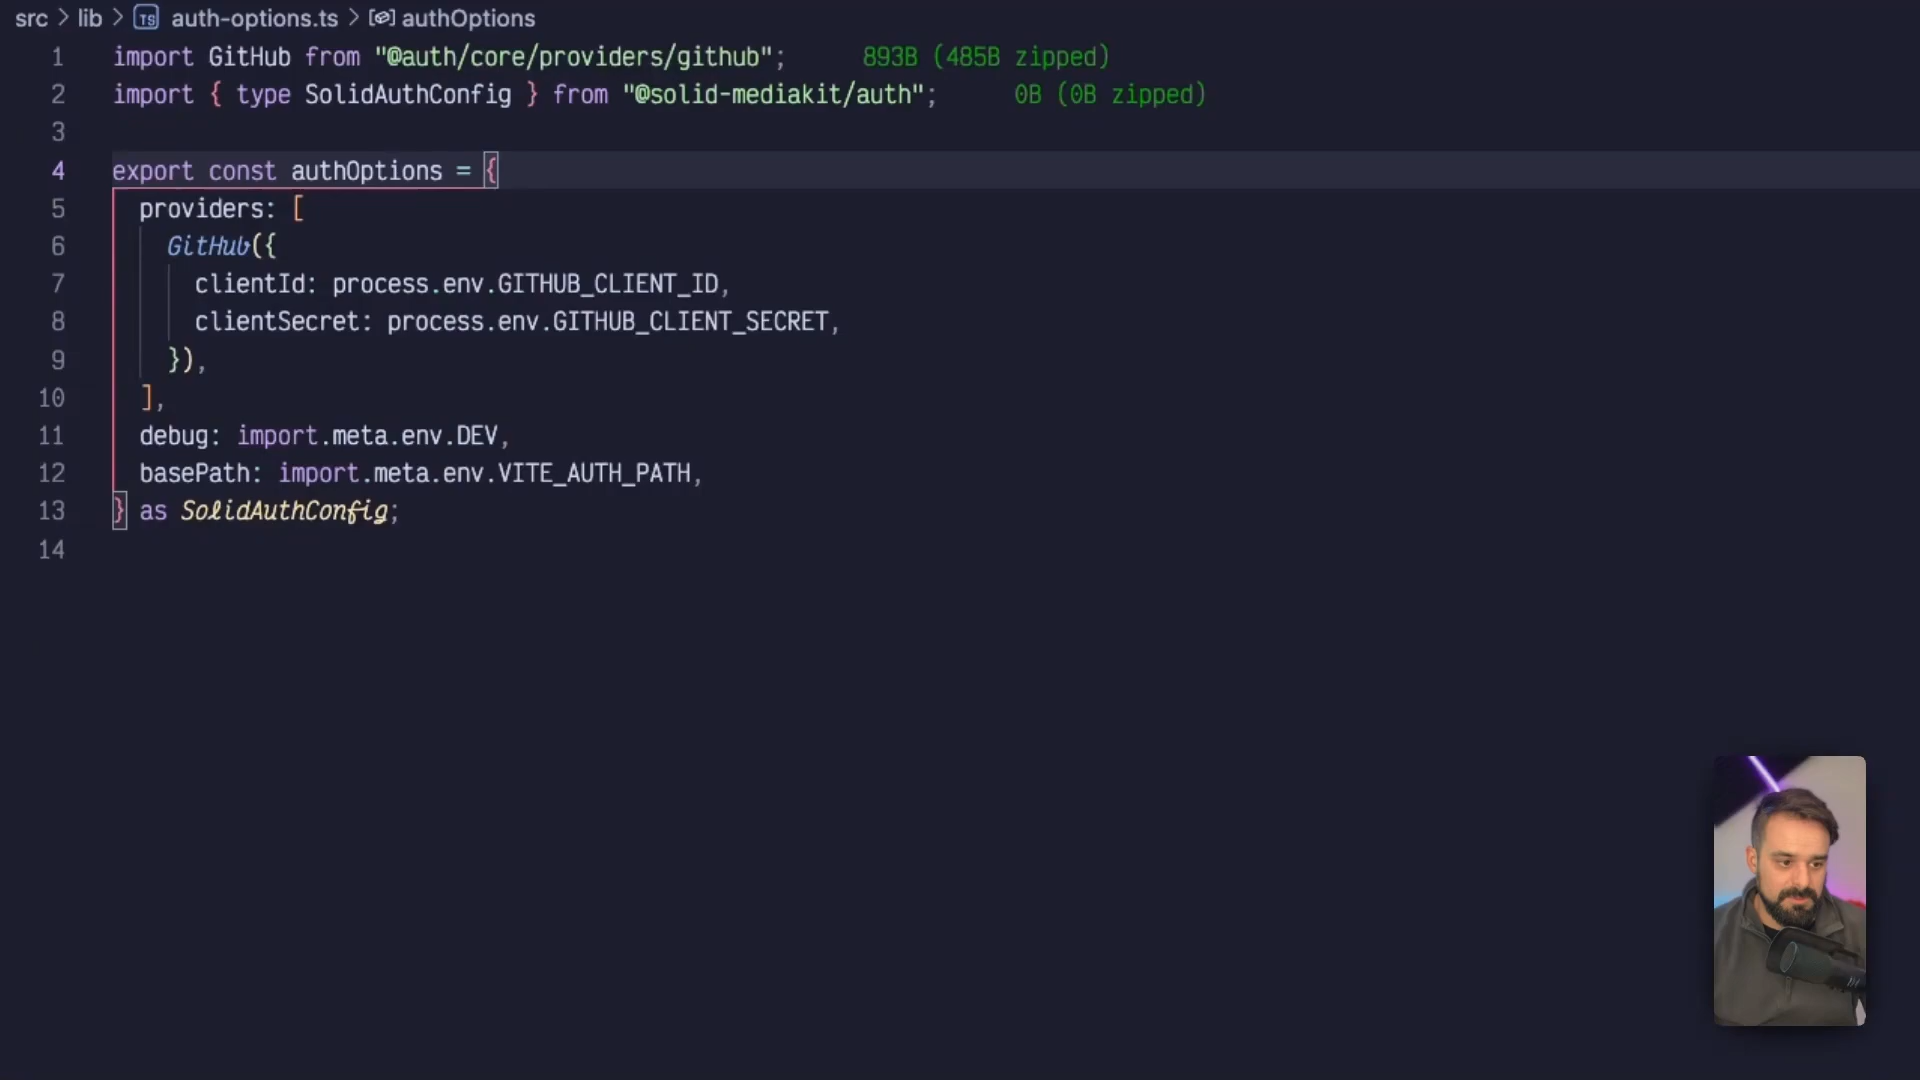 src > lib > TS auth-options.ts > authOptions
1 import GitHub from "@auth/core/providers/github"; 893B (485B zipped)
2 import { type SolidAuthConfig } from "@solid-mediakit/auth"; 0B (0B zipped)
3
4 export const authOptions = {
5 providers: [
6 GitHub({
7 clientId: process.env.GITHUB_CLIENT_ID,
8 clientSecret: process.env.GITHUB_CLIENT_SECRET,
9 }),
10 ],
11 debug: import.meta.env.DEV,
12 basePath: import.meta.env.VITE_AUTH_PATH,
13 } as SolidAuthConfig;
14